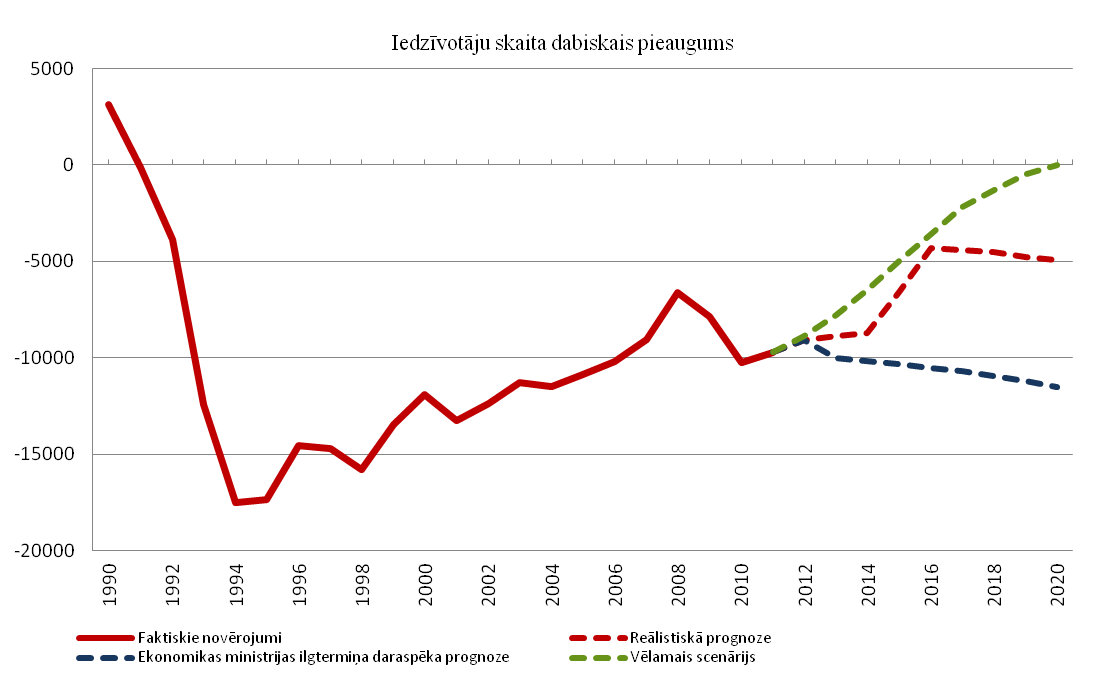 Iedzīvotāju skaita dabiskais pieaugums
5000
0
-5000
-10000
-15000
-20000
1990 1992 1994 1996 1998 2000 2002 2004 2006 2008 2010 2012 2014 2016 2018 2020
Faktiskie novērojumi Reālistiskā prognoze
Ekonomikas ministrijas ilgtermiņa daraspēka prognoze Vēlamais scenārijs